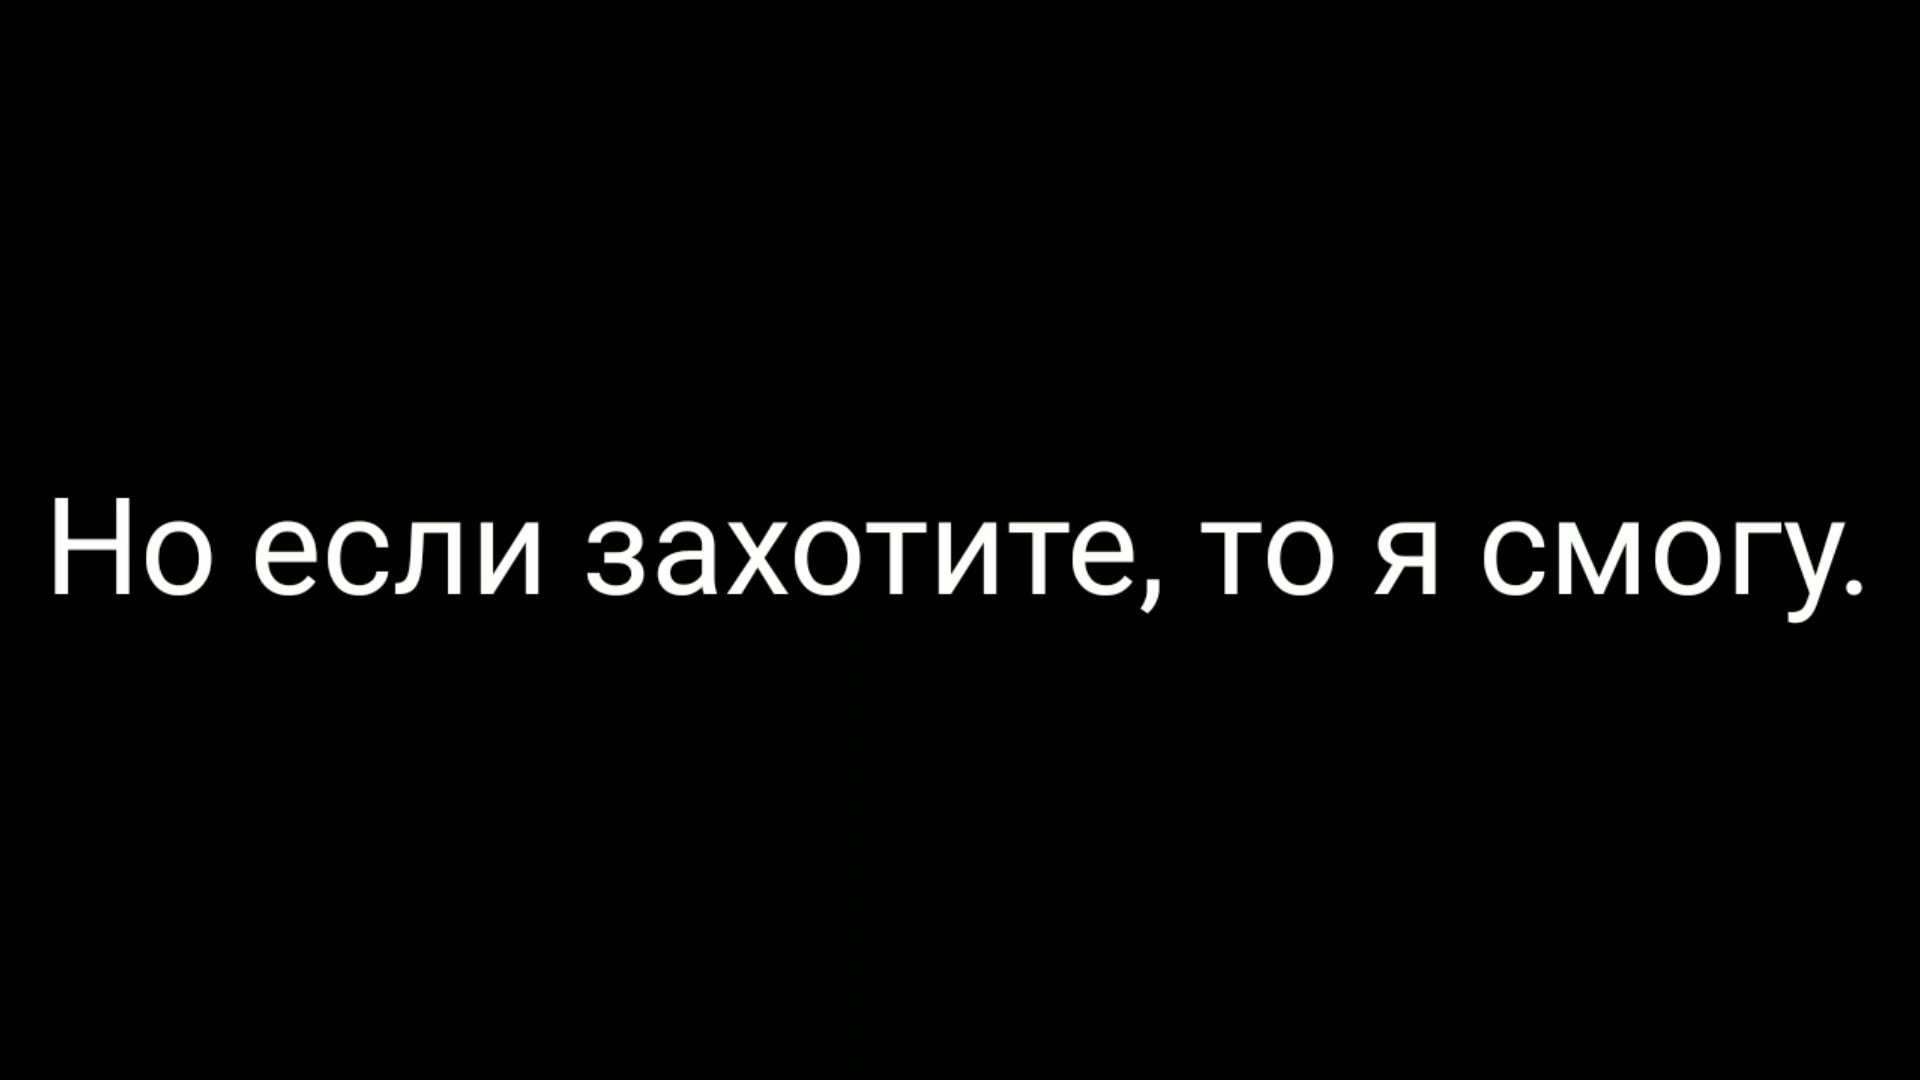 Но если захотите, то я смогу.